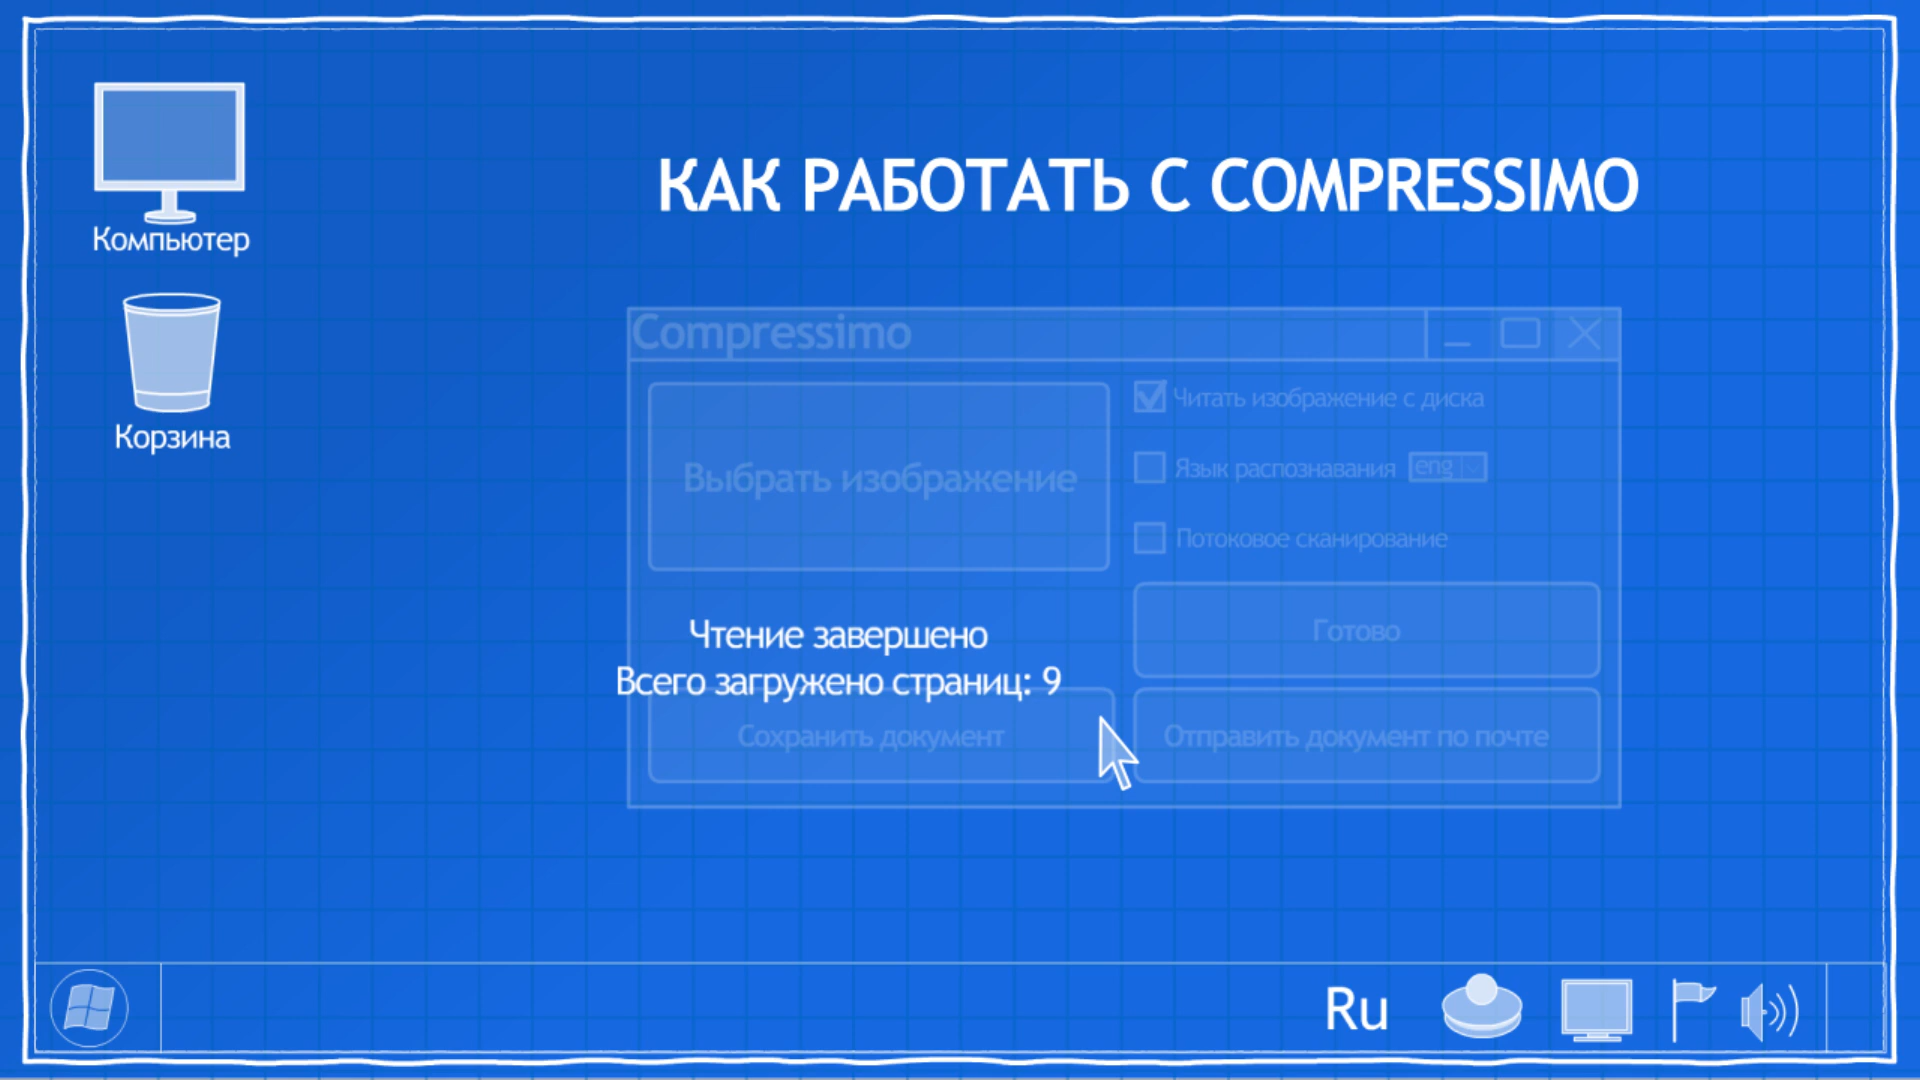 КАК РАБОТАТЬ С COMPRESSIMO
Компьютер
Корзина
Compressimo
Выбрать изображение
Читать изображение с диска
Язык распознавания eng
Потоковое сканирование
Готово
Чтение завершено
Всего загружено страниц: 9
Сохранить документ
Отправить документ по почте
Ru